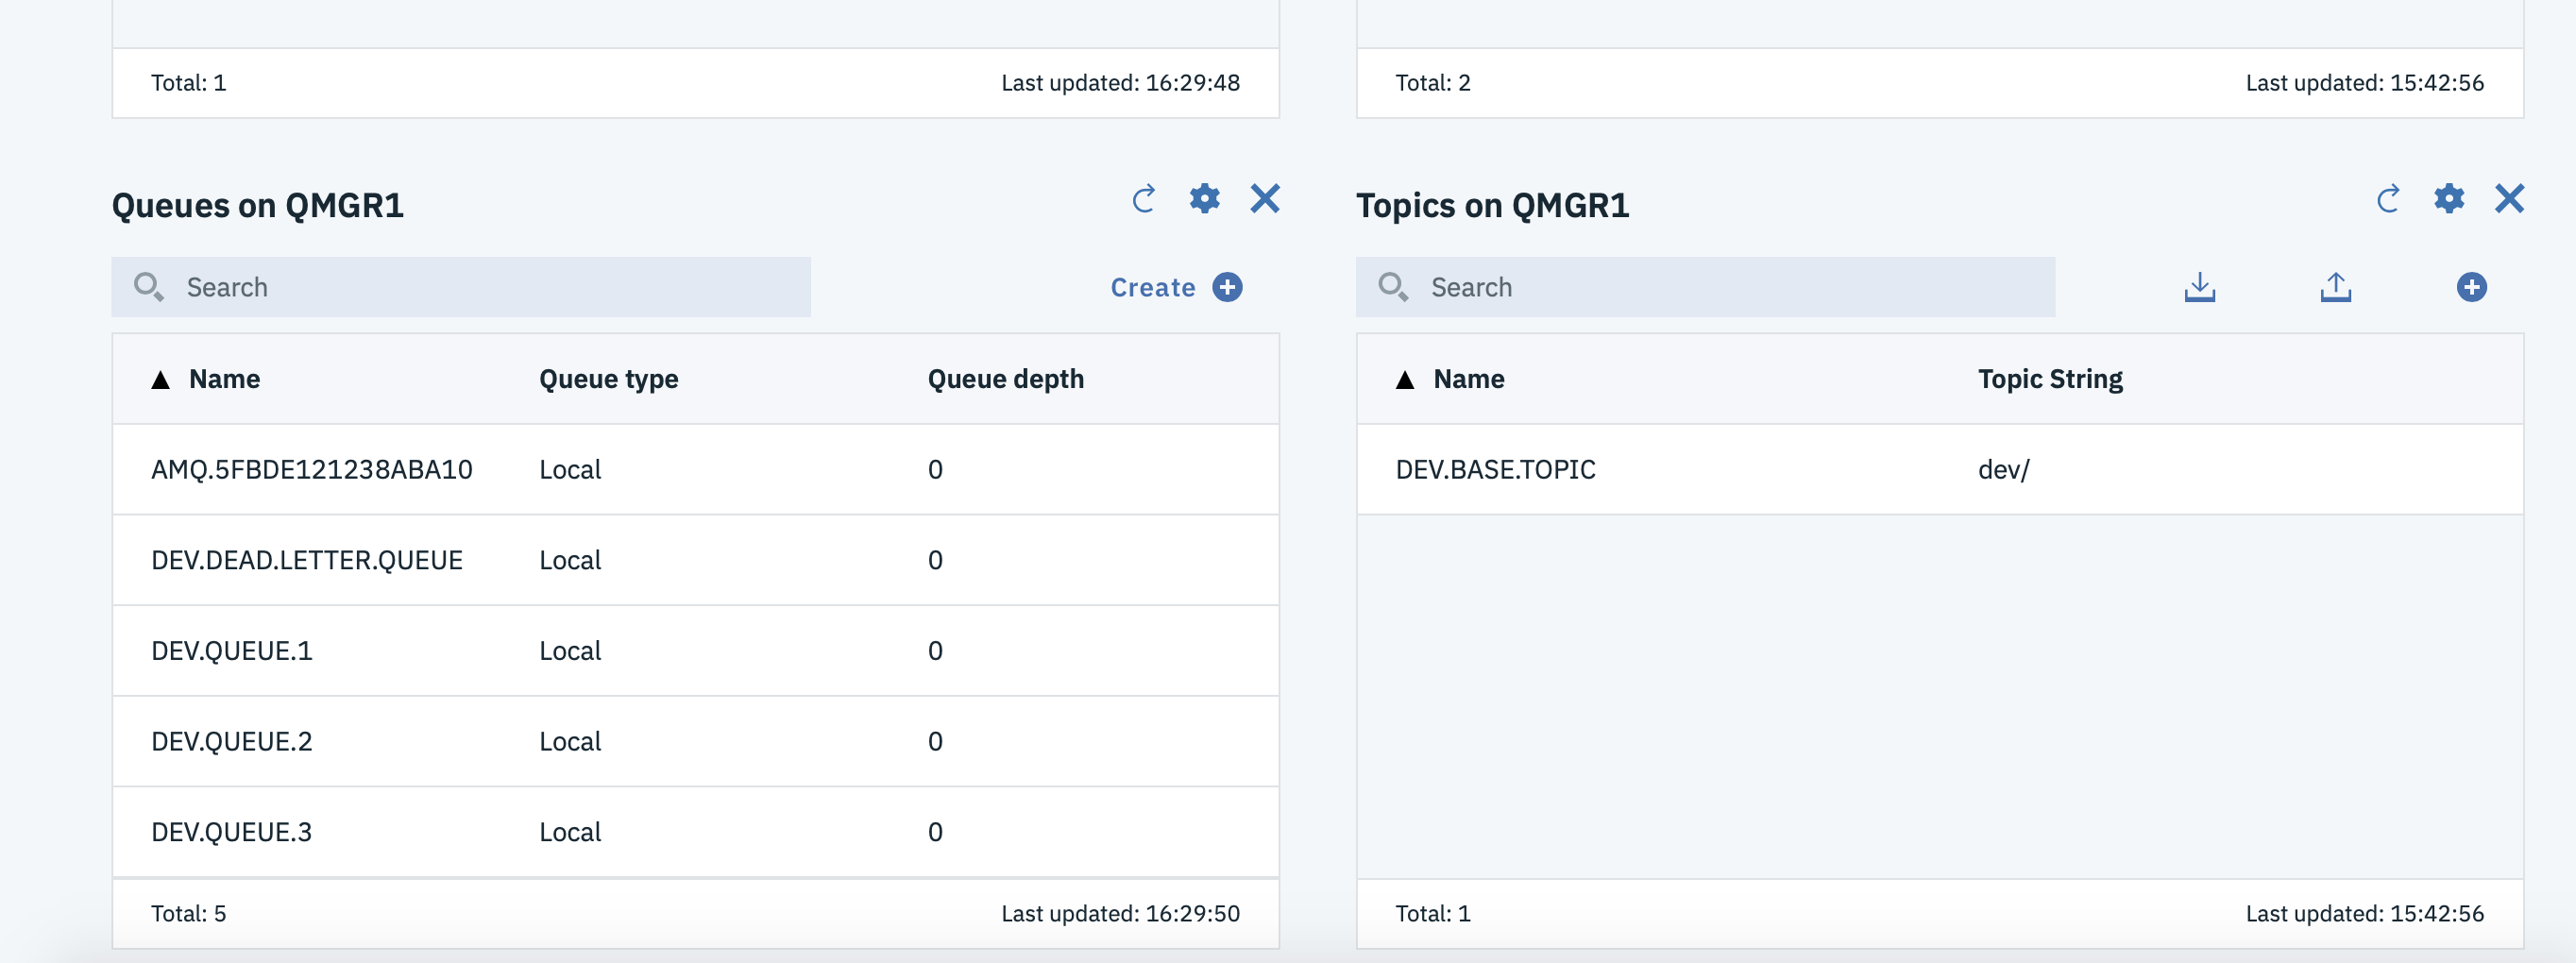 Total: 1 Last updated: 16:29:48
Total: 2 Last updated: 15:42:56
Queues on QMGR1
Search Create
▲ Name Queue type Queue depth
AMQ.5FBDE121238ABA10 Local 0
DEV.DEAD.LETTER.QUEUE Local 0
DEV.QUEUE.1 Local 0
DEV.QUEUE.2 Local 0
DEV.QUEUE.3 Local 0
Total: 5 Last updated: 16:29:50
Topics on QMGR1
Search
▲ Name Topic String
DEV.BASE.TOPIC dev/
Total: 1 Last updated: 15:42:56